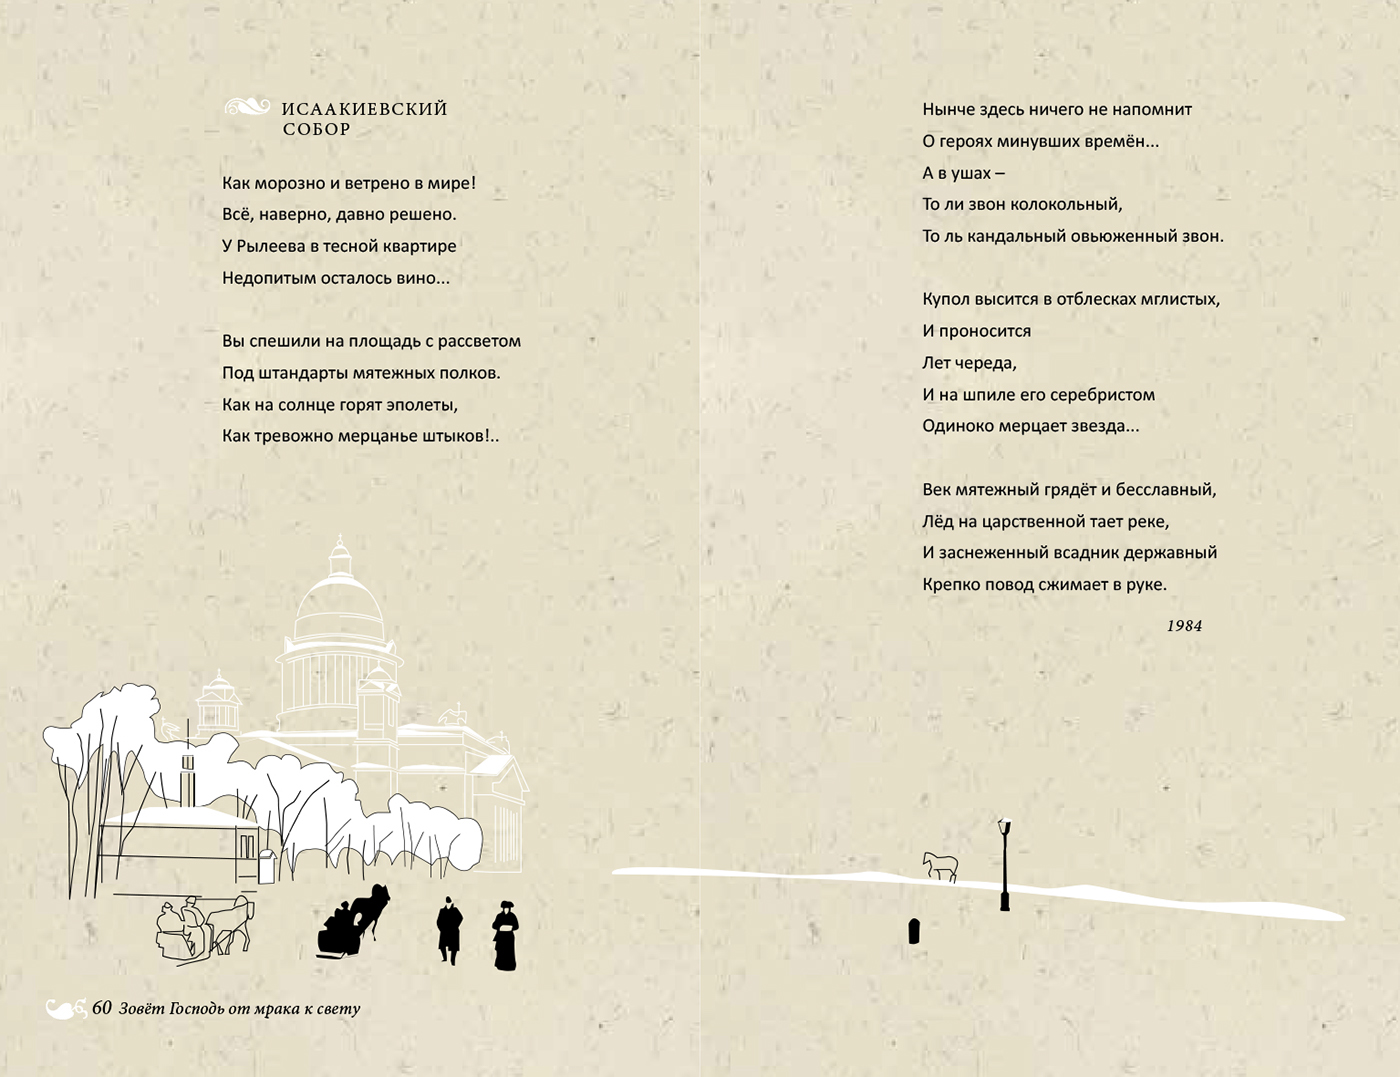 ИСААКИЕВСКИЙ
СОБОР
Как морозно и ветрено в мире!
Всё, наверно, давно решено.
У Рылеева в тесной квартире
Недопитым осталось вино...
Вы спешили на площадь с рассветом
Под штандарты мятежных полков.
Как на солнце горят эполеты,
Как тревожно мерцанье штыков!..
60 Зовёт Господь от мрака к свету
Нынче здесь ничего не напомнит
О героях минувших времён...
А в ушах –
То ли звон колокольный,
То ль кандальный овьюженный звон.
Купол высится в отблесках мглистых,
И проносится
Лет череда,
И на шпиле его серебристом
Одиноко мерцает звезда...
Век мятежный грядёт и бесславный,
Лёд на царственной тает реке,
И заснеженный всадник державный
Крепко повод сжимает в руке.
1984